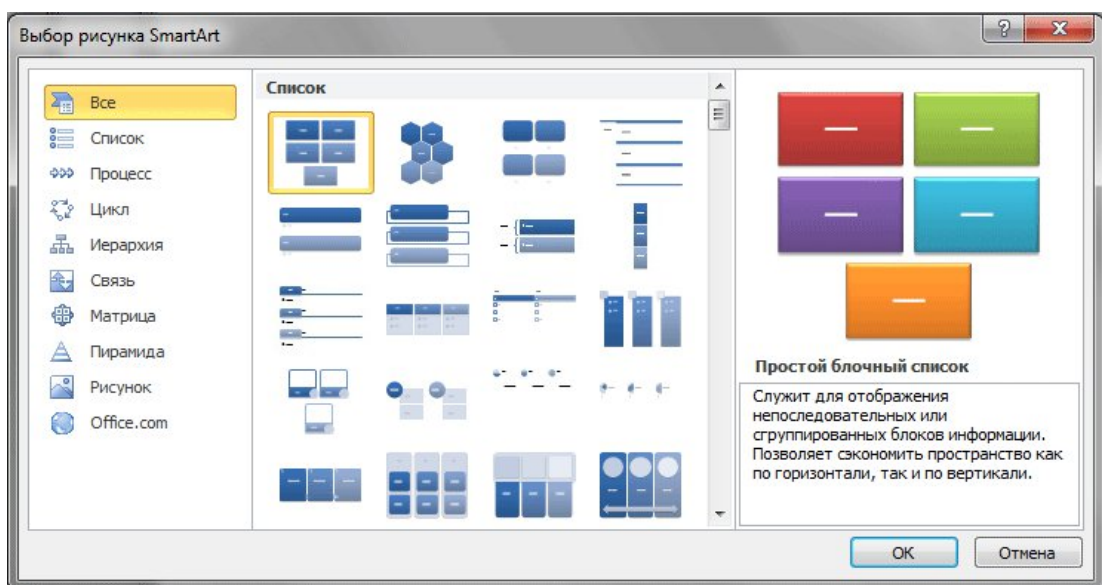 Выбор рисунка SmartArt
Все
Список
Процесс
Цикл
Иерархия
Связь
Матрица
Пирамида
Рисунок
Office.com
Список
Простой блочный список
Служит для отображения
непоследовательных или
сгруппированных блоков информации.
Позволяет сэкономить пространство как
по горизонтали, так и по вертикали.
ОК
Отмена